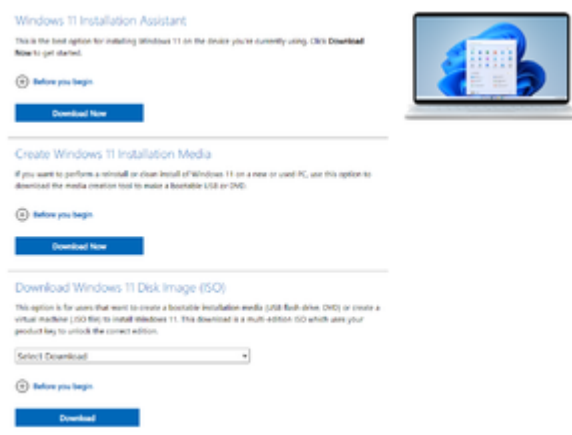 Windows 11 Installation Assistant
This is the best option for installing Windows 11 on the device you're currently using. Click Download
Now to get started.
Before you begin
Download Now
Create Windows 11 Installation Media
If you want to perform a reinstall or clean install of Windows 11 on a new or used PC, use this option to
download the media creation tool to make a bootable USB or DVD.
Before you begin
Download Now
Download Windows 11 Disk Image (ISO)
This option is for users that want to create a bootable installation media (USB flash drive, DVD) or create a
virtual machine (.ISO file) to install Windows 11. This download is a multi-edition ISO which uses your
product key to unlock the correct edition.
Select Download
Before you begin
Download